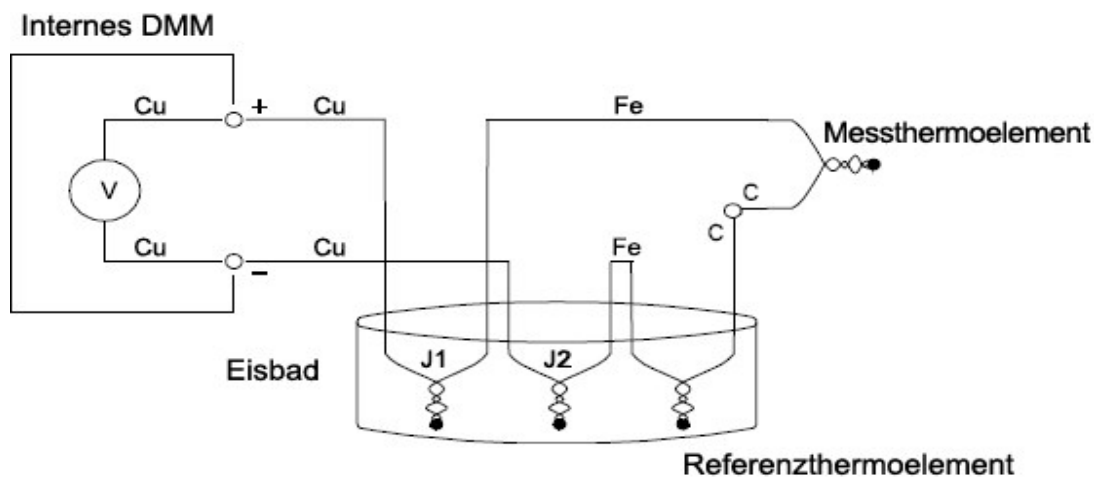 Internes DMM
Cu + Cu Fe
Messthermoelement
V
C
C
Cu – Cu Fe
J1 J2
Eisbad
Referenzthermoelement